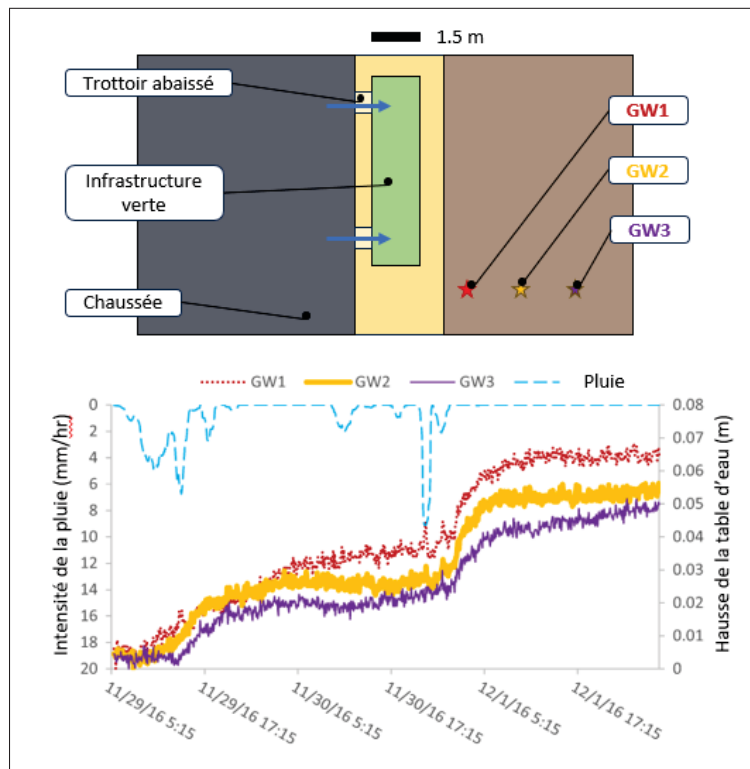 1.5 m
Trottoir abaissé
GW1
Infrastructure
verte
GW2
GW3
Chaussée
GW1 GW2 GW3 Pluie
Intensité de la pluie (mm/hr)
0
2
4
6
8
10
12
14
16
18
20
0.08
0.07
0.06
0.05
0.04
0.03
0.02
0.01
0
Hausse de la table d'eau (m)
11/29/16 5:15
11/29/16 17:15
11/30/16 5:15
11/30/16 17:15
12/1/16 5:15
12/1/16 17:15